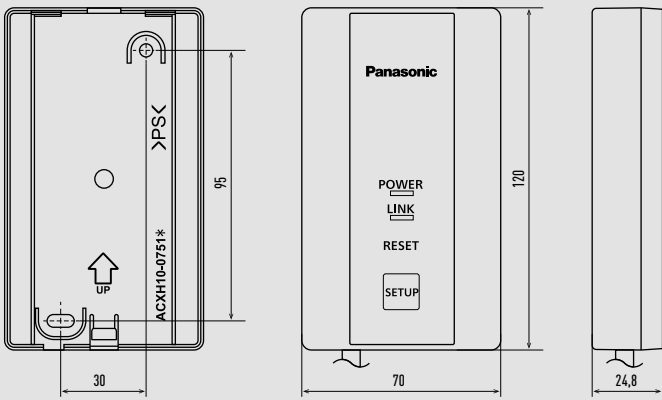 >PS<
ACXH10-0751*
UP
95
30
Panasonic
POWER
LINK
RESET
SETUP
120
70
24,8